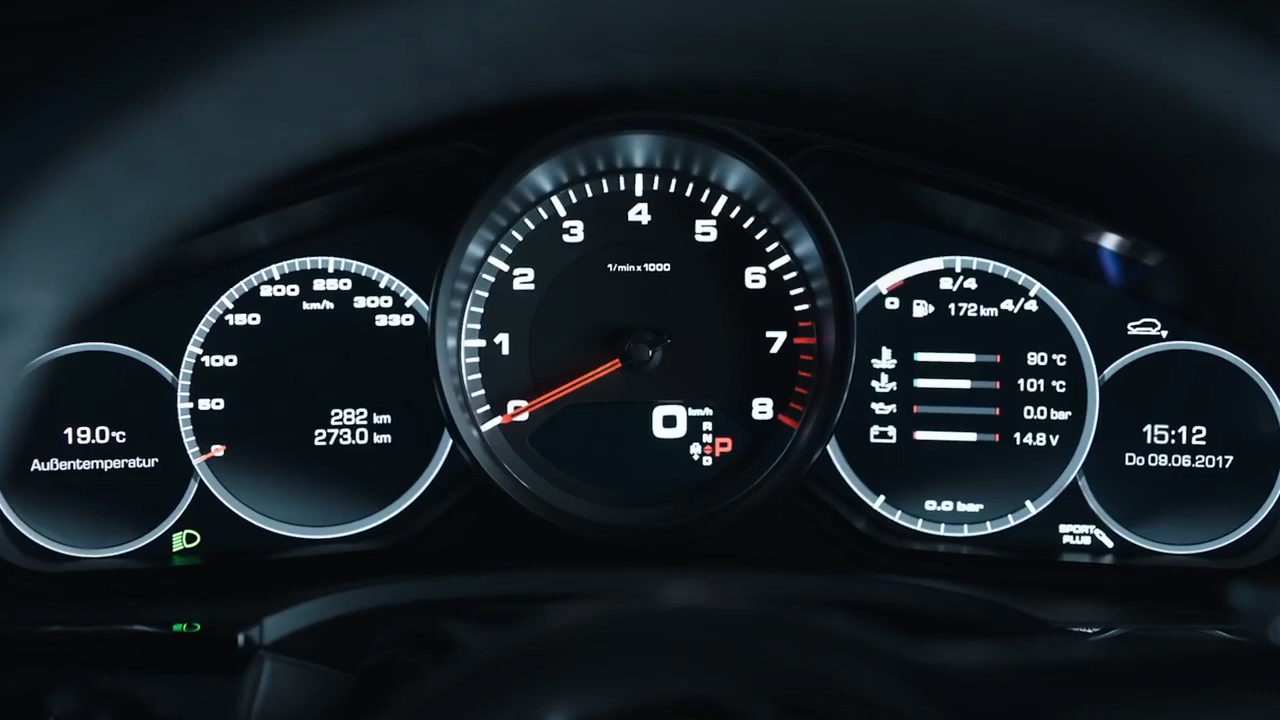 19.0°C
Außentemperatur
0
50
100
150
200
250
300
330
km/h
282 km
273.0 km
0
1
2
3
4
5
6
7
8
1/min x 1000
0 km/h
R
N
P
D
0
2/4
4/4
172 km
90 °C
101 °C
0.0 bar
14.8 V
0.0 bar
SPORT
PLUS
15:12
Do 09.06.2017